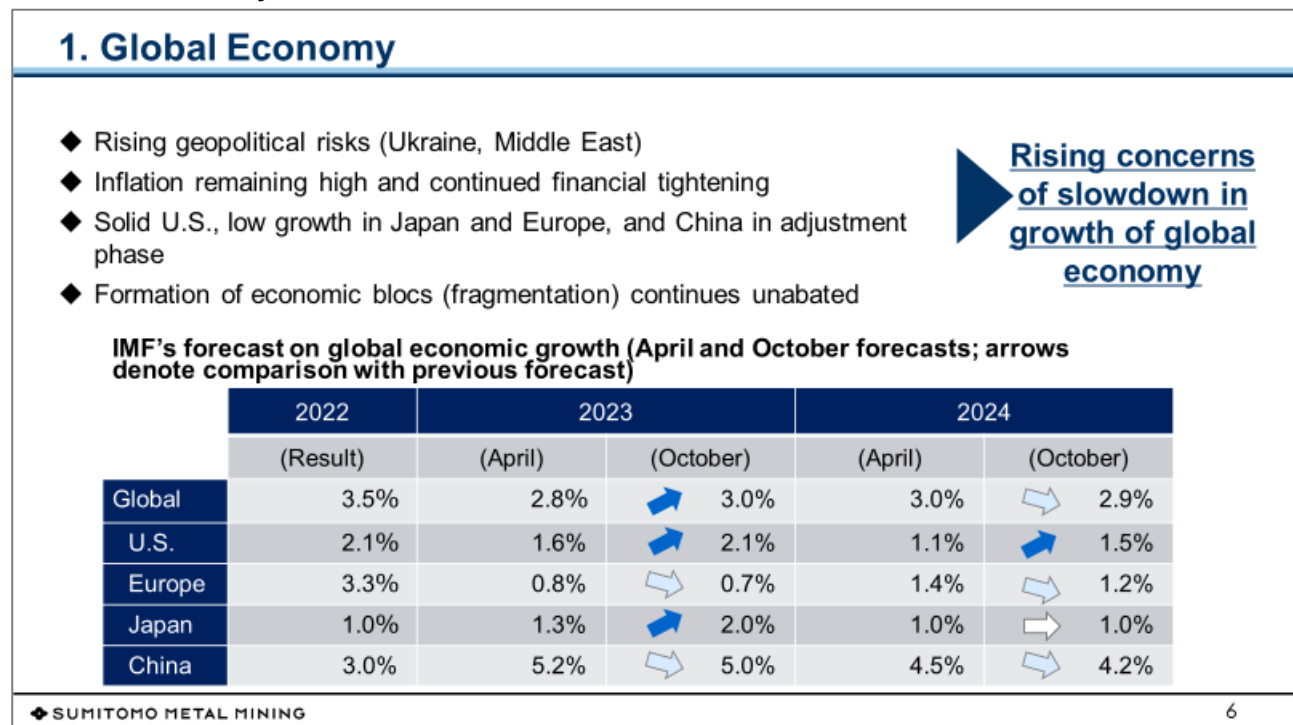 1. Global Economy
◆ Rising geopolitical risks (Ukraine, Middle East)
◆ Inflation remaining high and continued financial tightening
◆ Solid U.S., low growth in Japan and Europe, and China in adjustment
phase
◆ Formation of economic blocs (fragmentation) continues unabated
Rising concerns
of slowdown in
growth of global
economy
IMF's forecast on global economic growth (April and October forecasts; arrows
denote comparison with previous forecast)
2022 2023 2024
(Result) (April) (October) (April) (October)
Global 3.5% 2.8% 3.0% 3.0% 2.9%
U.S. 2.1% 1.6% 2.1% 1.1% 1.5%
Europe 3.3% 0.8% 0.7% 1.4% 1.2%
Japan 1.0% 1.3% 2.0% 1.0% 1.0%
China 3.0% 5.2% 5.0% 4.5% 4.2%
SUMITOMO METAL MINING 6